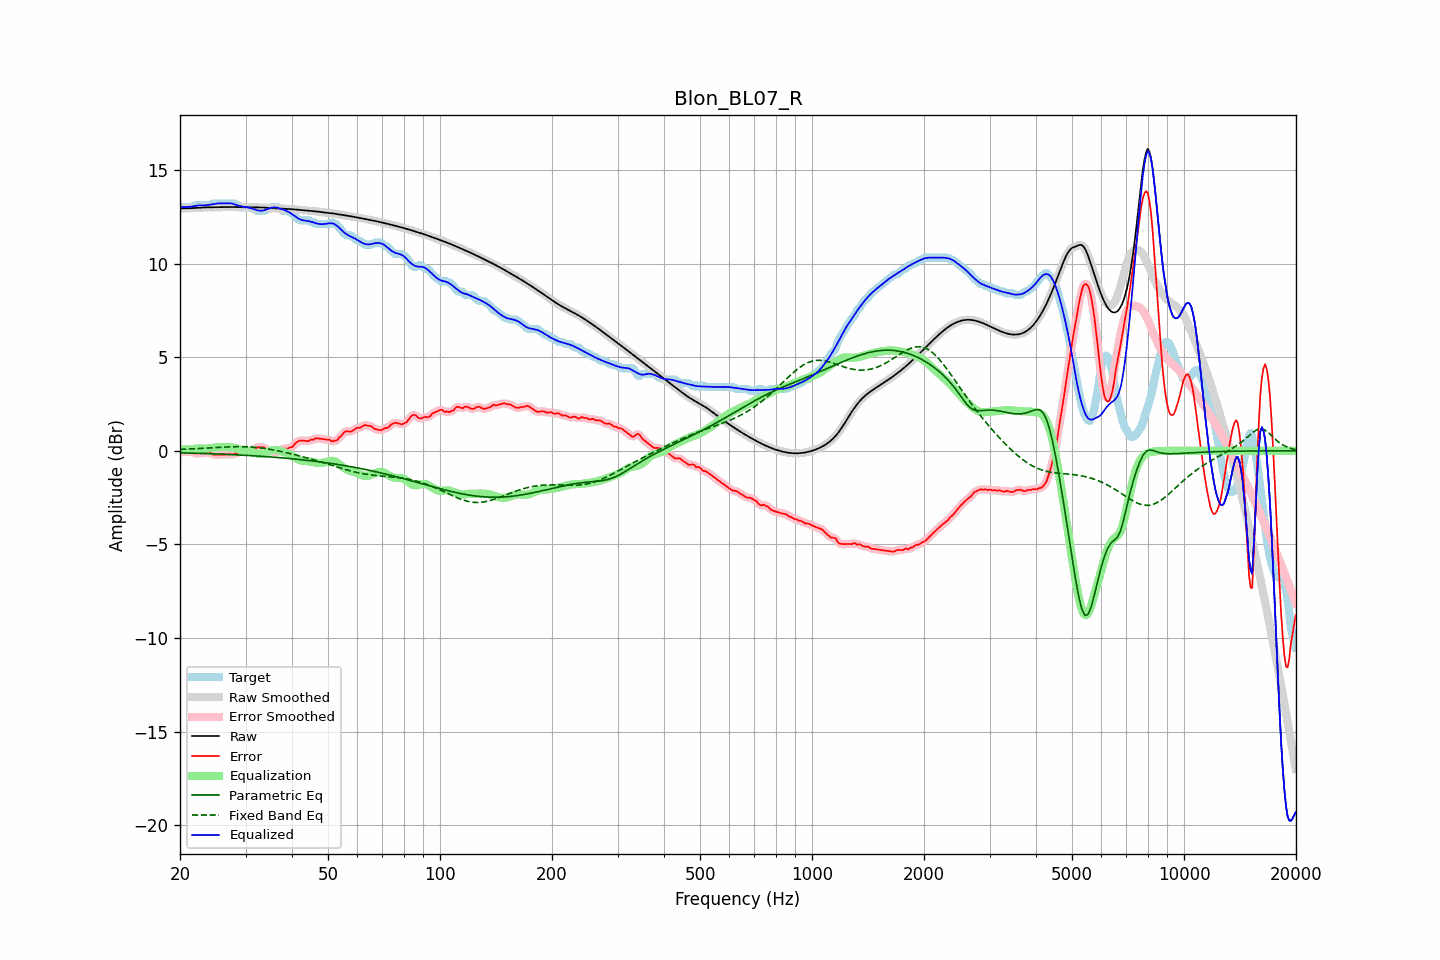 Blon_BL07_R
Amplitude (dBr)
15
10
5
0
−5
−10
−15
−20
Target
Raw Smoothed
Error Smoothed
Raw
Error
Equalization
Parametric Eq
Fixed Band Eq
Equalized
20 50 100 200 500 1000 2000 5000 10000 20000
Frequency (Hz)